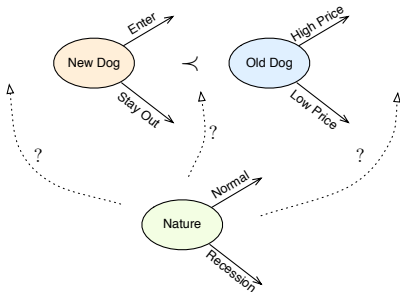 Enter
High Price
New Dog
≺
Old Dog
Stay Out
Low Price
?
?
?
Normal
Nature
Recession